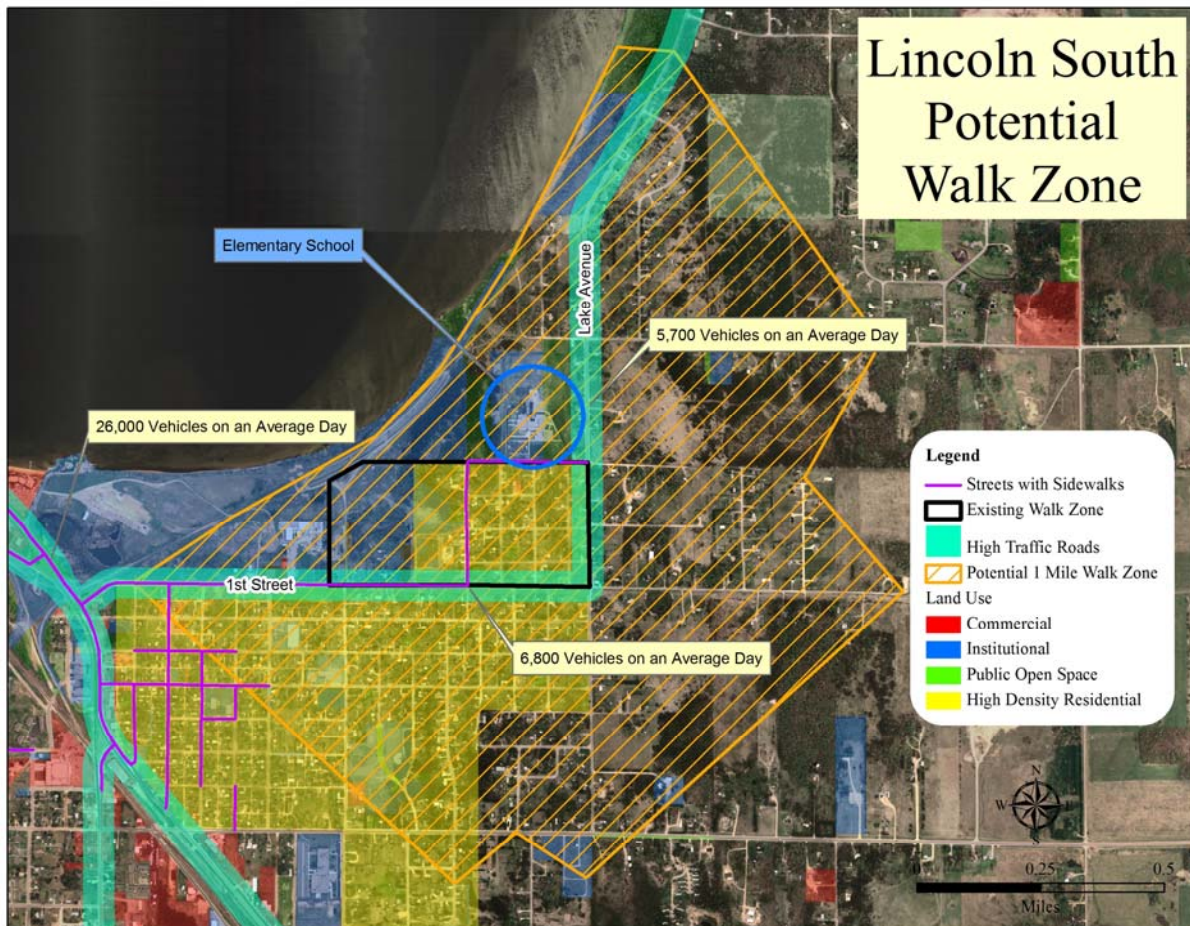 Lincoln South
Potential
Walk Zone
Elementary School
Lake Avenue
5,700 Vehicles on an Average Day
26,000 Vehicles on an Average Day
1st Street
6,800 Vehicles on an Average Day
Legend
Streets with Sidewalks
Existing Walk Zone
High Traffic Roads
Potential 1 Mile Walk Zone
Land Use
Commercial
Institutional
Public Open Space
High Density Residential
N
W E
S
0 0.25 0.5
Miles